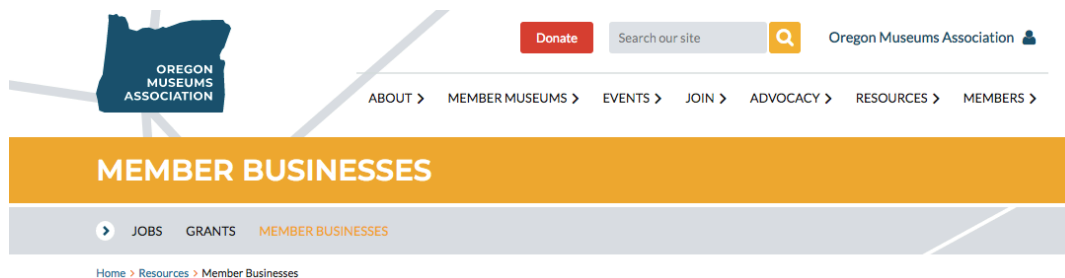 OREGON
MUSEUMS
ASSOCIATION
Donate
Search our site
Oregon Museums Association
ABOUT > MEMBER MUSEUMS > EVENTS > JOIN > ADVOCACY > RESOURCES > MEMBERS >
MEMBER BUSINESSES
JOBS GRANTS MEMBER BUSINESSES
Home > Resources > Member Businesses